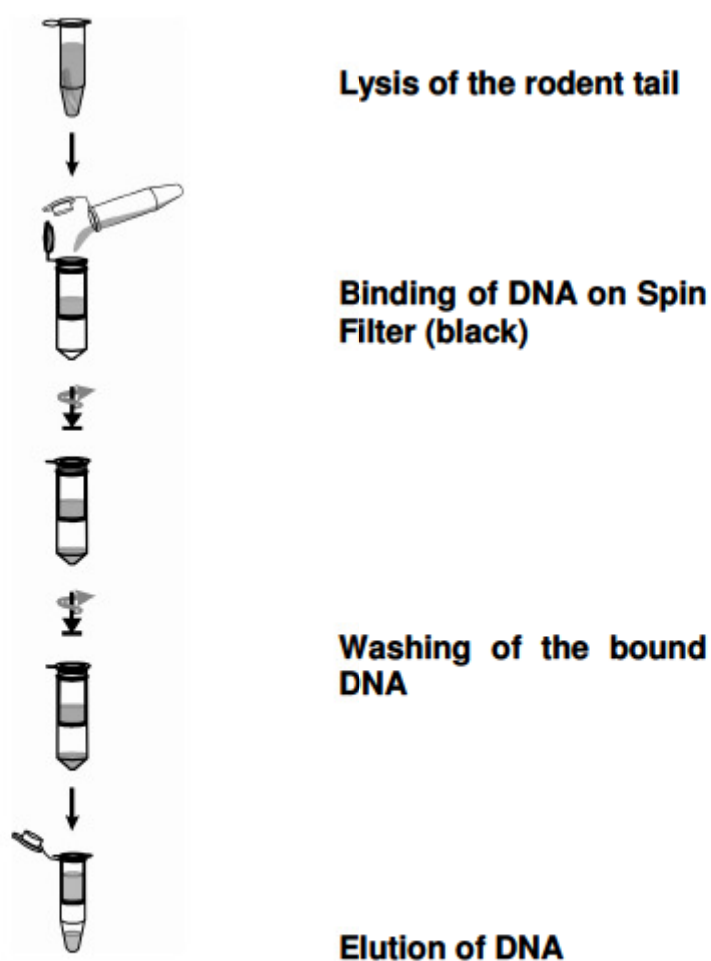 Lysis of the rodent tail
Binding of DNA on Spin
Filter (black)
Washing of the bound
DNA
Elution of DNA